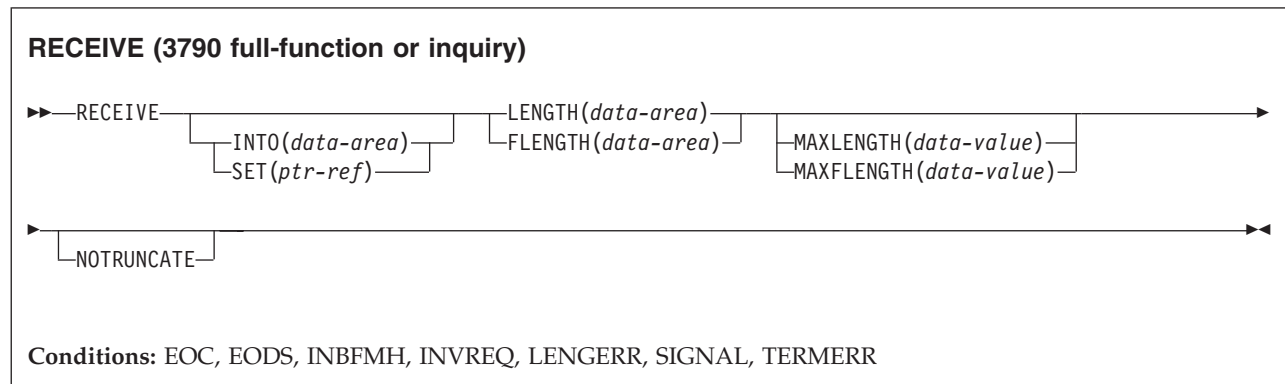 RECEIVE (3790 full-function or inquiry)
RECEIVE LENGTH(data-area)
INTO(data-area) FLENGTH(data-area) MAXLENGTH(data-value)
SET(ptr-ref) MAXFLENGTH(data-value)
NOTRUNCATE
Conditions: EOC, EODS, INBFMH, INVREQ, LENGERR, SIGNAL, TERMERR